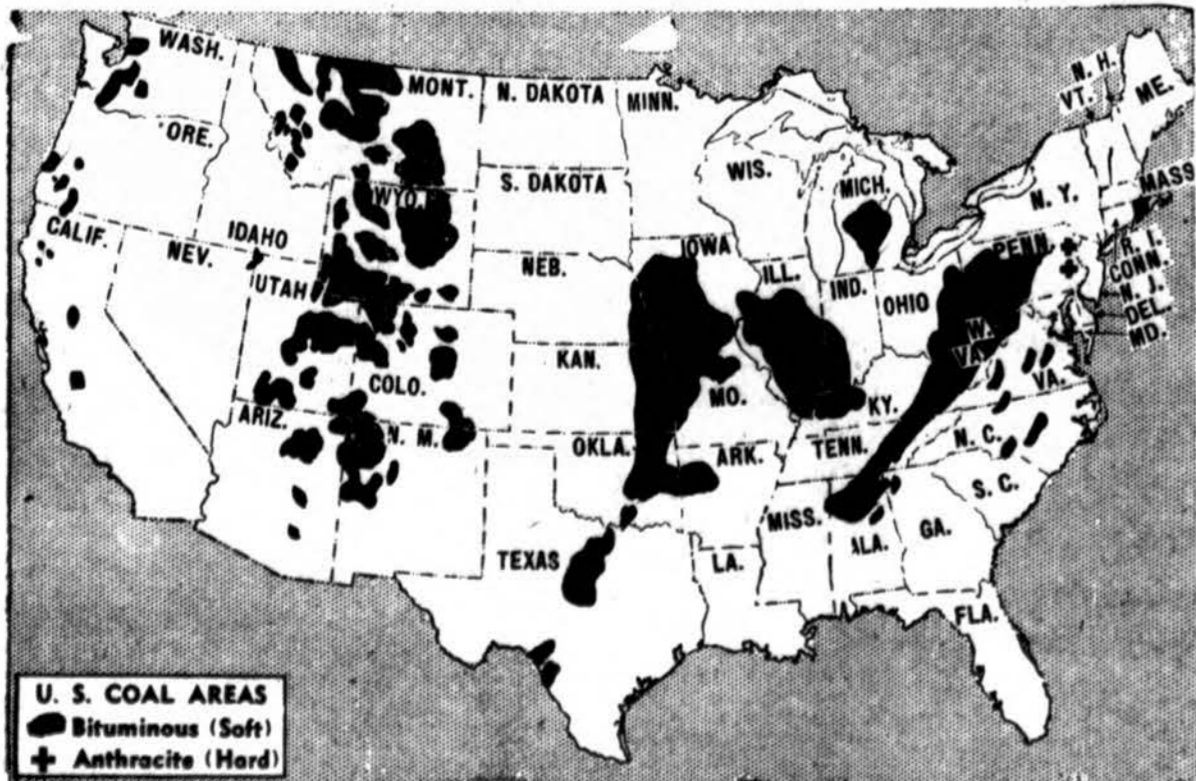 WASH.
MONT.
N. DAKOTA
MINN.
N. H.
VT.
ME.
ORE.
S. DAKOTA
WIS.
MICH.
N. Y.
MASS
IDAHO
WYO.
CALIF.
NEV.
UTAH
NEB.
IOWA
ILL.
IND.
OHIO
PENN.
R. I.
CONN.
N. J.
DEL.
MD.
COLO.
KAN.
MO.
KY.
W.
VA.
VA.
ARIZ.
N. M.
OKLA.
ARK.
TENN.
N. C.
S. C.
TEXAS
LA.
MISS.
ALA.
GA.
FLA.
U. S. COAL AREAS
Bituminous (Soft)
Anthracite (Hard)